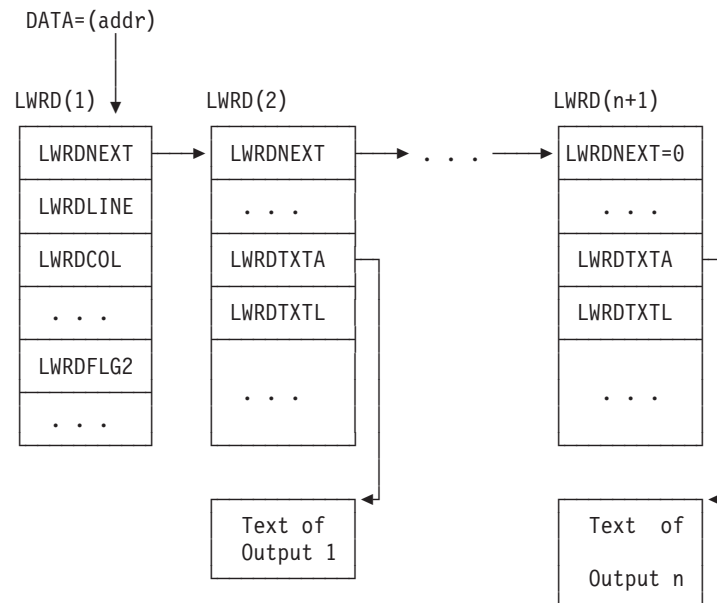 DATA=(addr)
LWRD(1) LWRD(2) LWRD(n+1)
LWRDNEXT LWRDNEXT . . . LWRDNEXT=0
LWRDLINE . . . . . .
LWRDCOL LWRDTXTA LWRDTXTA
. . . LWRDTXTL LWRDTXTL
LWRDFLG2
. . . . . . . . .
Text of Text of
Output 1
Output n